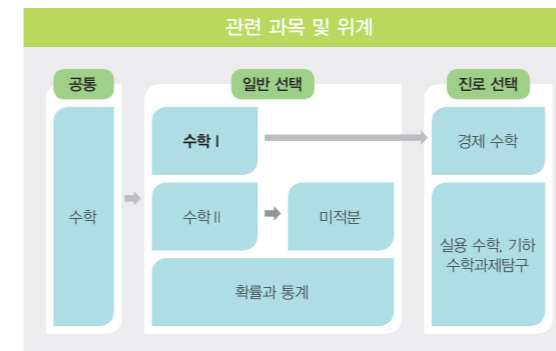 관련 과목 및 위계
공통
일반 선택
진로 선택
수학
수학 I
수학 II
미적분
확률과 통계
경제 수학
실용 수학, 기하
수학과제탐구